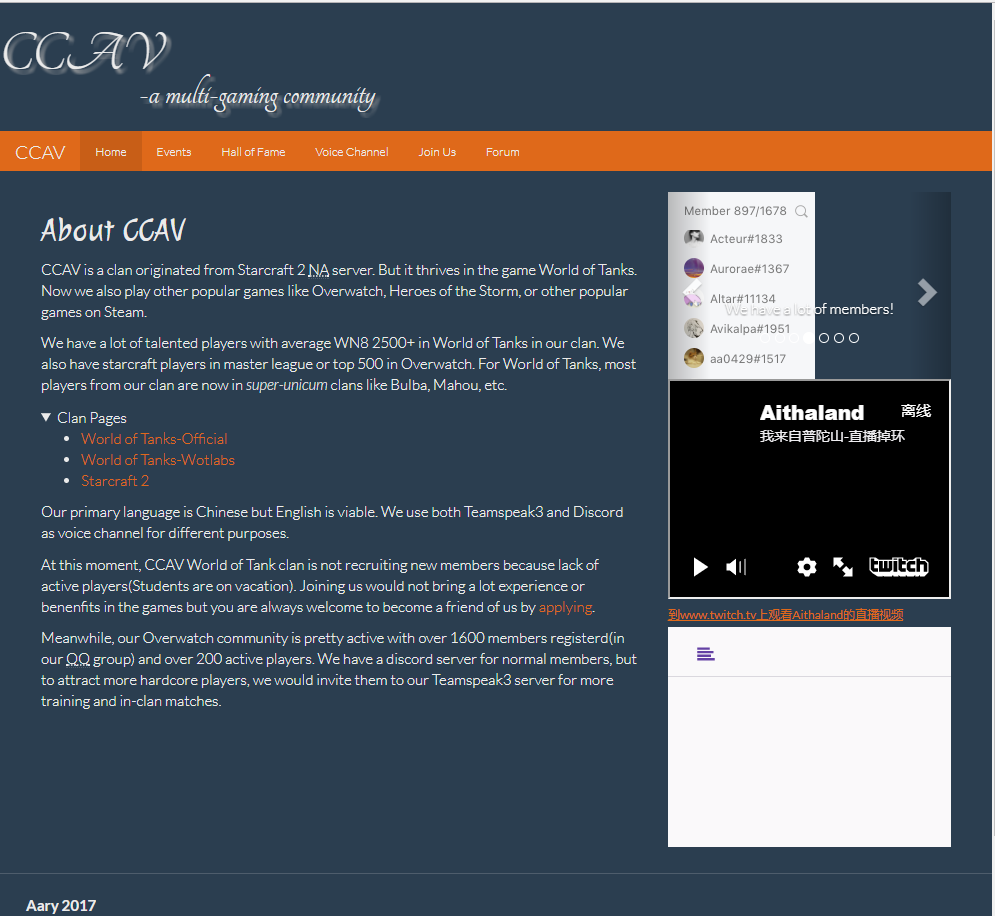 CCAV
-a multi-gaming community
CCAV
Home
Events
Hall of Fame
Voice Channel
Join Us
Forum
About CCAV
CCAV is a clan originated from Starcraft 2 NA server. But it thrives in the game World of Tanks.
Now we also play other popular games like Overwatch, Heroes of the Storm, or other popular
games on Steam.
We have a lot of talented players with average WN8 2500+ in World of Tanks in our clan. We
also have starcraft players in master league or top 500 in Overwatch. For World of Tanks, most
players from our clan are now in super-unicum clans like Bulba, Mahou, etc.
Clan Pages
World of Tanks-Official
World of Tanks-Wotlabs
Starcraft 2
Our primary language is Chinese but English is viable. We use both Teamspeak3 and Discord
as voice channel for different purposes.
At this moment, CCAV World of Tank clan is not recruiting new members because lack of
active players(Students are on vacation). Joining us would not bring a lot experience or
benenfits in the games but you are always welcome to become a friend of us by applying.
Meanwhile, our Overwatch community is pretty active with over 1600 members registerd(in
our QQ group) and over 200 active players. We have a discord server for normal members, but
to attract more hardcore players, we would invite them to our Teamspeak3 server for more
training and in-clan matches.
Member 897/1678
Acteur#1833
Aurorae#1367
Altar#11134
We have a lot of members!
Avikalpa#1951
aa0429#1517
Aithaland
离线
我来自普陀山-直播掉环
twitch
到www.twitch.tv上观看Aithaland的直播视频
Aary 2017